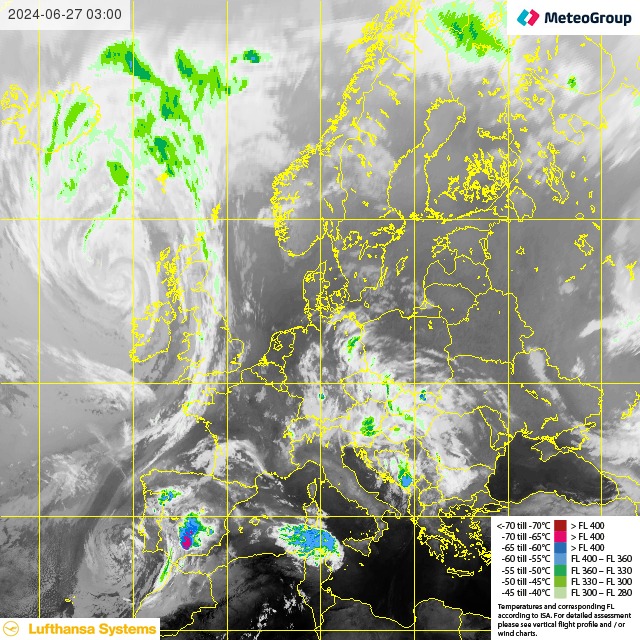 2024-06-27 03:00
MeteoGroup
<-70 till -70°C > FL 400
-70 till -65°C > FL 400
-65 till -60°C > FL 400
-60 till -55°C FL 400 – FL 360
-55 till -50°C FL 360 – FL 330
-50 till -45°C FL 330 – FL 300
-45 till -40°C FL 300 – FL 280
Temperatures and corresponding FL
according to ISA. For detailed assessment
please see vertical flight profile and / or
wind charts.
Lufthansa Systems